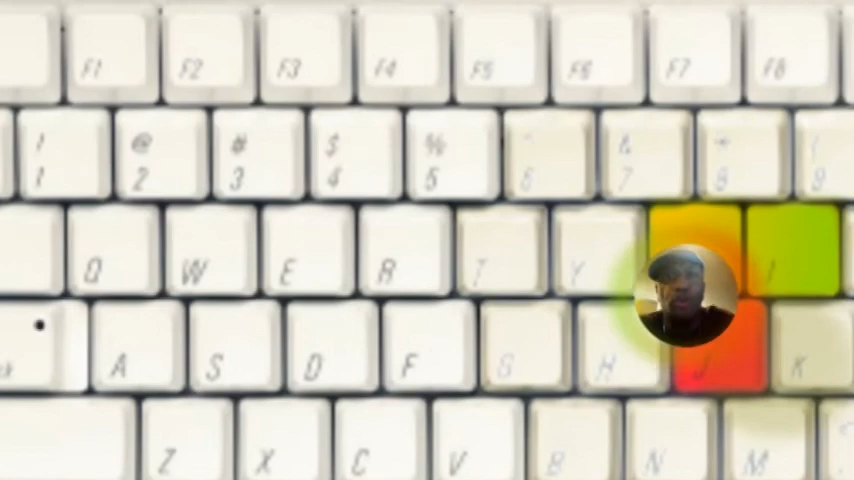 F1 F2 F3 F4 F5 F6 F7 F8
! @ # $ % ^ & * (
1 2 3 4 5 6 7 8 9
Q W E R T Y I
A S D F G H J K
Z X C V B N M